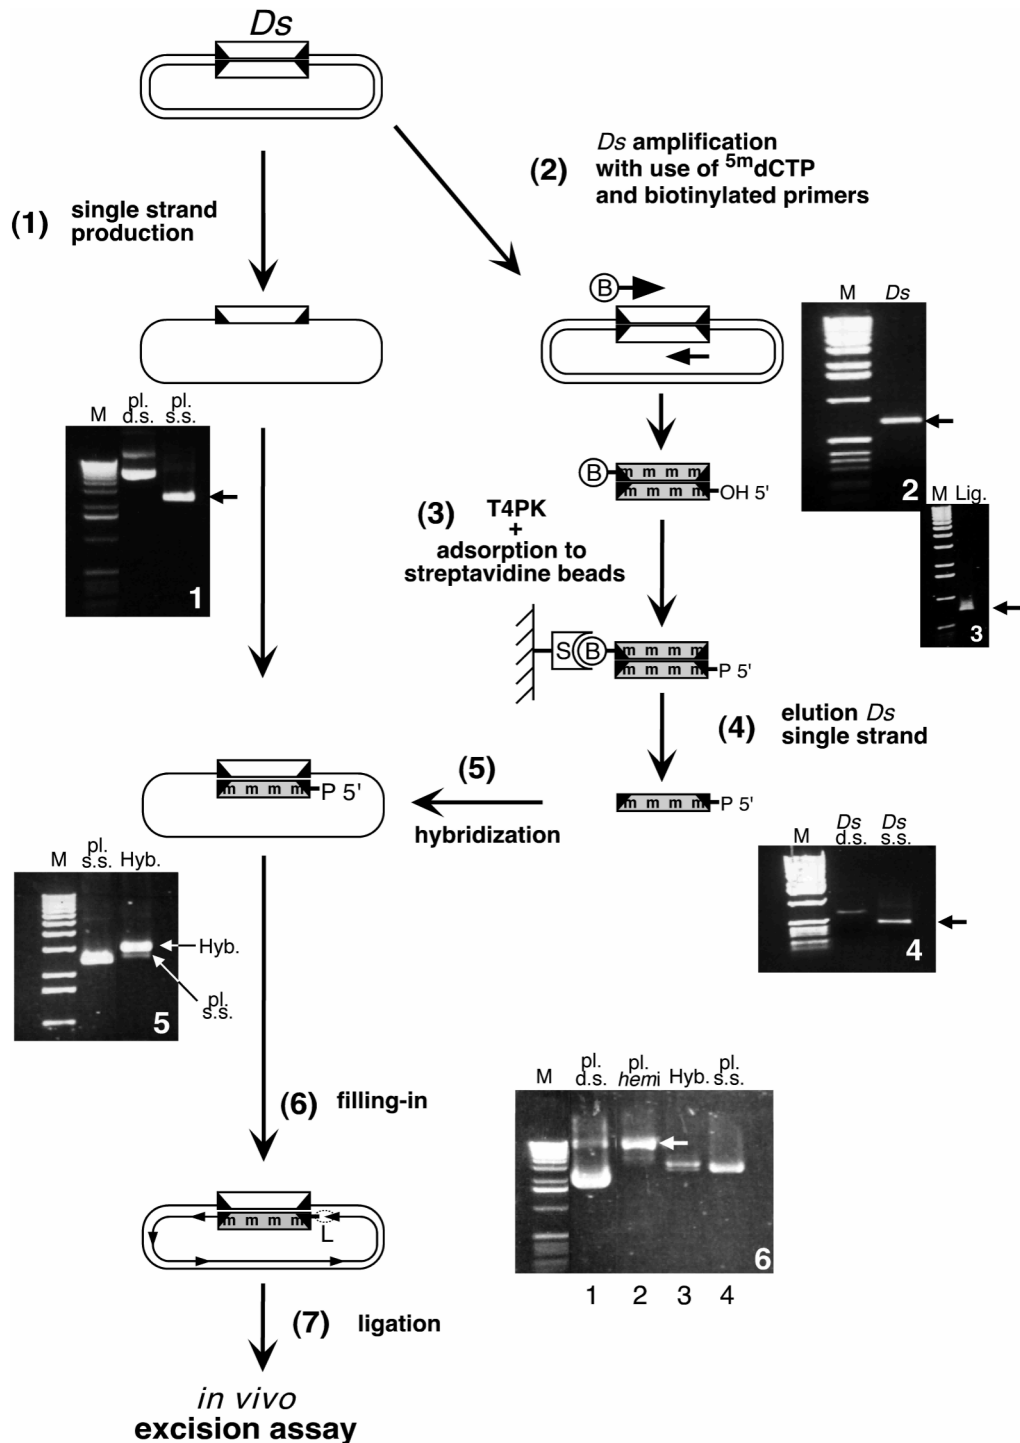 Ds
(1)
single strand
production
(2)
Ds amplification
with use of 5mdCTP
and biotinylated primers
B
M Ds
2
M
pl.
d.s.
pl.
s.s.
1
B
m m m m
m m m m
OH 5'
M Lig.
3
(3)
T4PK
+
adsorption to
streptavidine beads
S B
m m m m
m m m m
P 5'
(4)
elution Ds
single strand
m m m m
P 5'
(5)
hybridization
m m m m
P 5'
M
Ds
d.s.
Ds
s.s.
4
M
pl.
s.s.
Hyb.
Hyb.
pl.
s.s.
5
(6)
filling-in
M
pl.
d.s.
pl.
hemi
Hyb.
pl.
s.s.
6
1 2 3 4
m m m m
L
(7)
ligation
in vivo
excision assay